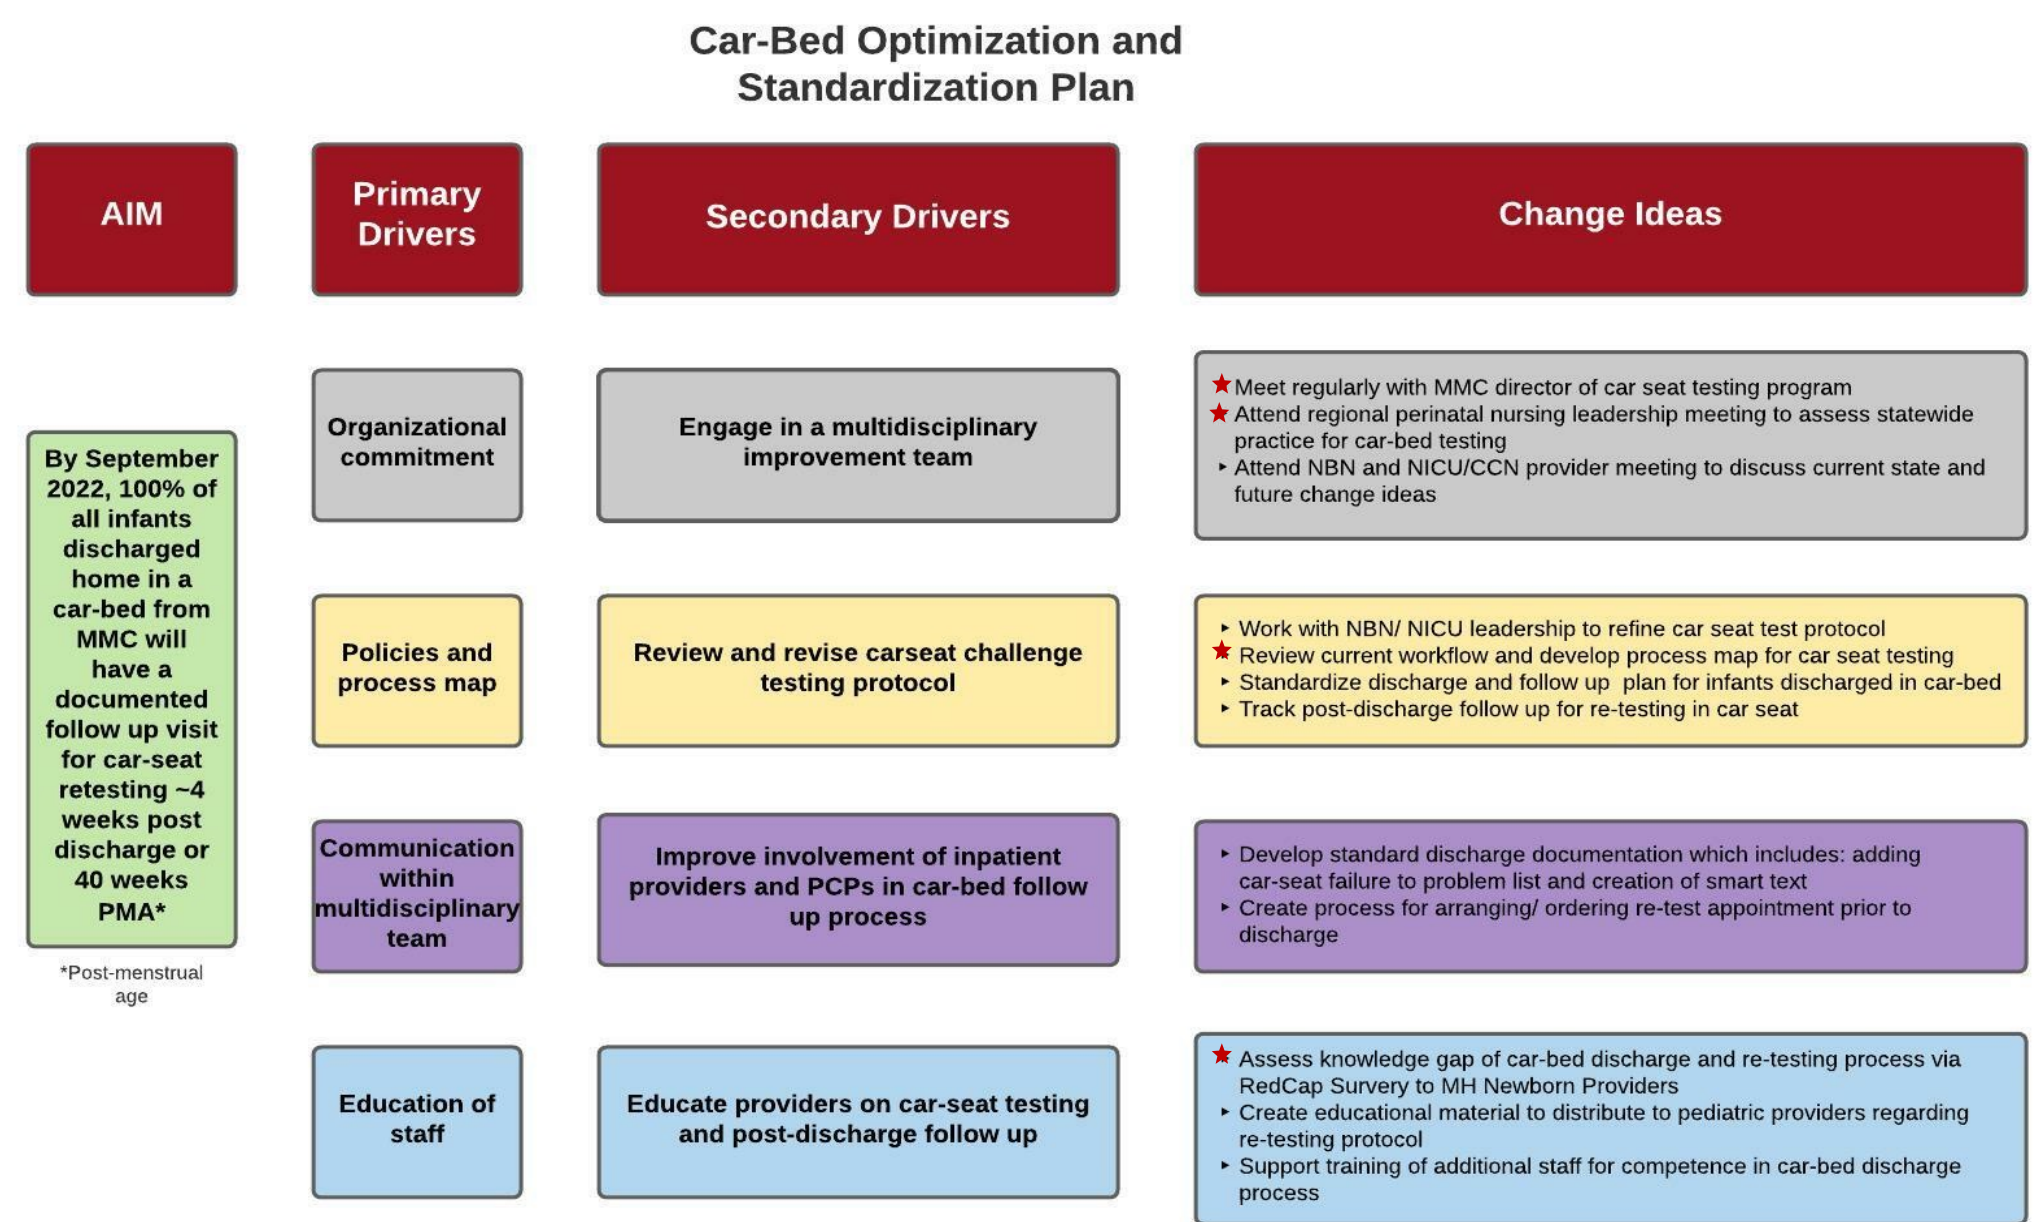 Car-Bed Optimization and
Standardization Plan
AIM
Primary
Drivers
Secondary Drivers
Change Ideas
By September
2022, 100% of
all infants
discharged
home in a
car-bed from
MMC will
have a
documented
follow up visit
for car-seat
retesting ~4
weeks post
discharge or
40 weeks
PMA*
*Post-menstrual
age
Organizational
commitment
Engage in a multidisciplinary
improvement team
Meet regularly with MMC director of car seat testing program
Attend regional perinatal nursing leadership meeting to assess statewide
practice for car-bed testing
Attend NBN and NICU/CCN provider meeting to discuss current state and
future change ideas
Policies and
process map
Review and revise carseat challenge
testing protocol
Work with NBN/ NICU leadership to refine car seat test protocol
Review current workflow and develop process map for car seat testing
Standardize discharge and follow up  plan for infants discharged in car-bed
Track post-discharge follow up for re-testing in car seat
Communication
within
multidisciplinary
team
Improve involvement of inpatient
providers and PCPs in car-bed follow
up process
Develop standard discharge documentation which includes: adding
car-seat failure to problem list and creation of smart text
Create process for arranging/ ordering re-test appointment prior to
discharge
Education of
staff
Educate providers on car-seat testing
and post-discharge follow up
Assess knowledge gap of car-bed discharge and re-testing process via
RedCap Survery to MH Newborn Providers
Create educational material to distribute to pediatric providers regarding
re-testing protocol
Support training of additional staff for competence in car-bed discharge
process